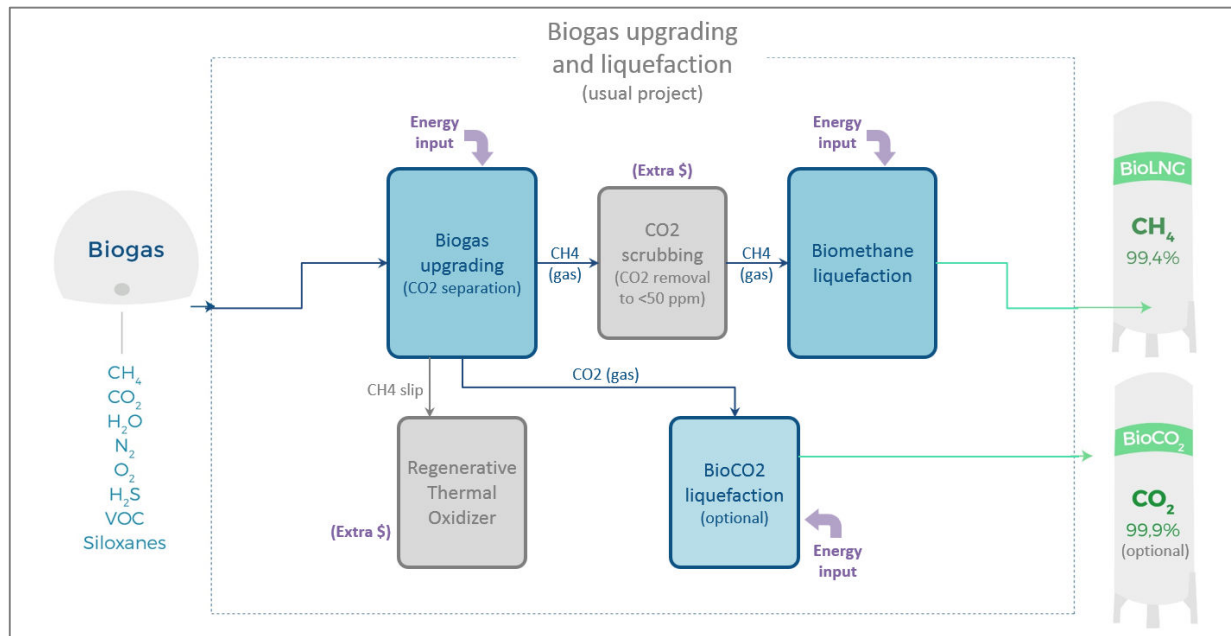 Biogas upgrading
and liquefaction
(usual project)
Energy
input
Energy
input
(Extra $)
Biogas
CH₄
CO₂
H₂O
N₂
O₂
H₂S
VOC
Siloxanes
Biogas
upgrading
(CO2 separation)
CH4
(gas)
CO2
scrubbing
(CO2 removal
to <50 ppm)
CH4
(gas)
Biomethane
liquefaction
BioLNG
CH₄
99,4%
CH4 slip
CO2 (gas)
Regenerative
Thermal
Oxidizer
(Extra $)
BioCO2
liquefaction
(optional)
Energy
input
BioCO₂
CO₂
99,9%
(optional)